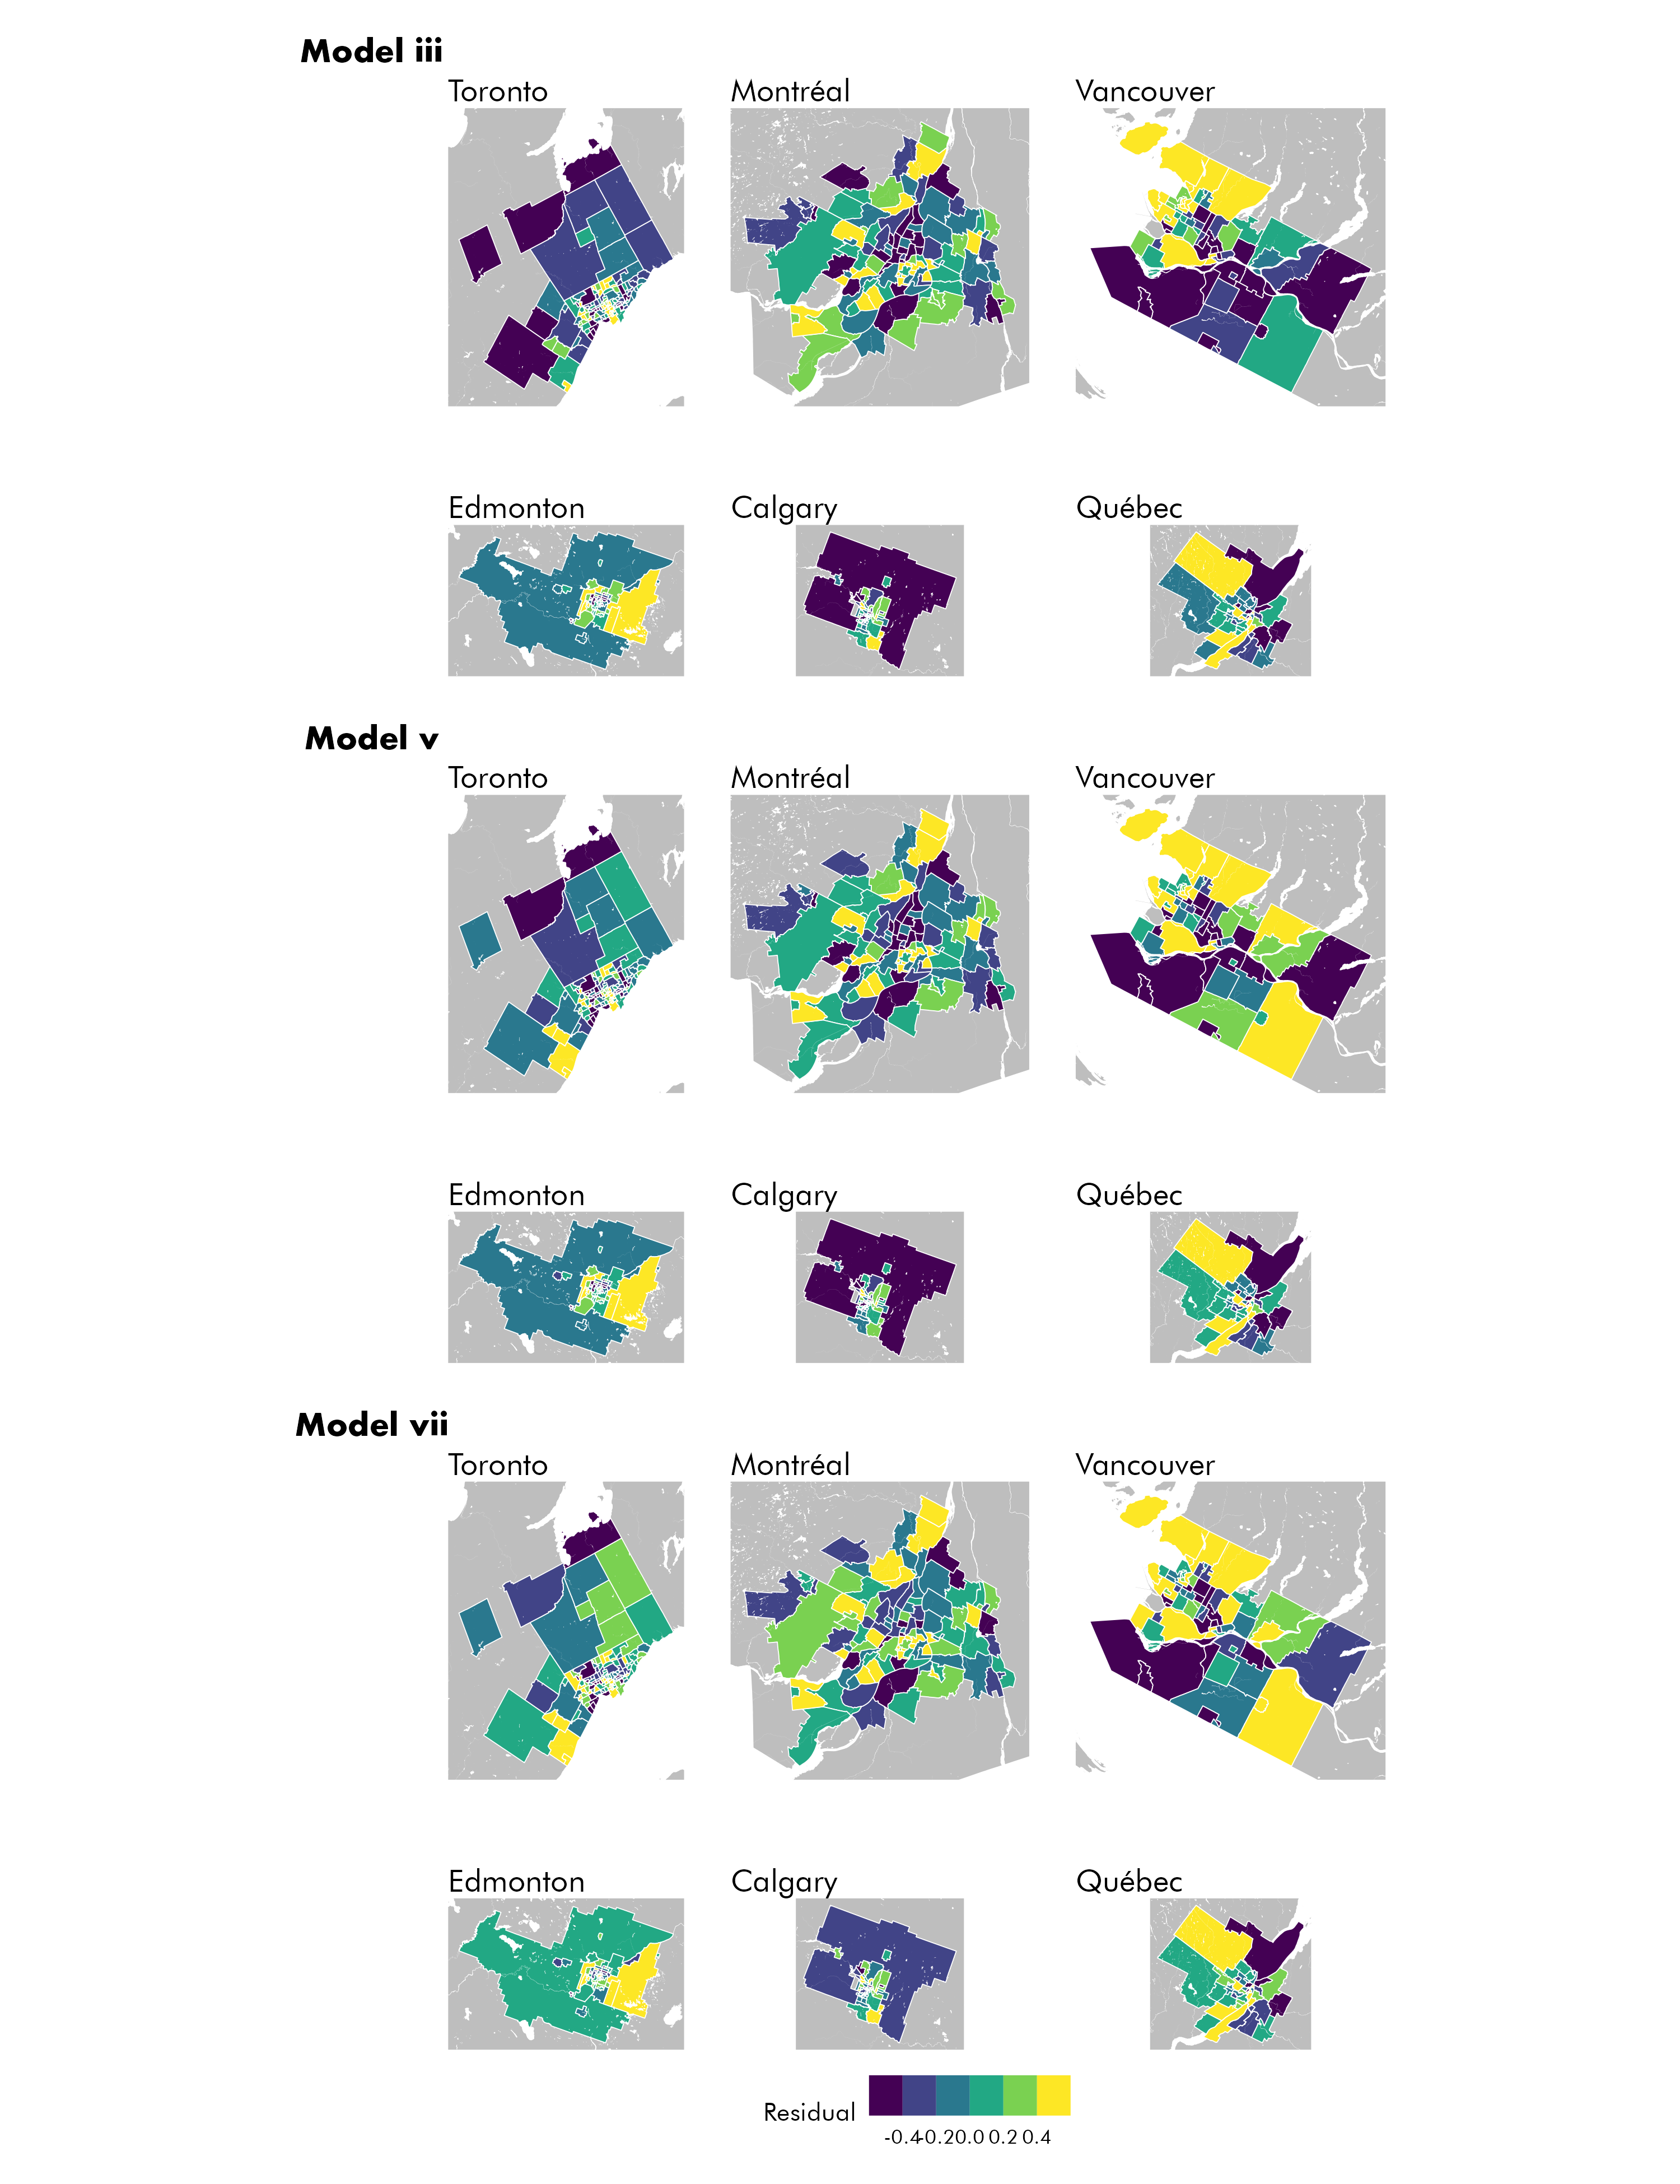 Model iii
Toronto
Montréal
Vancouver
Edmonton
Calgary
Québec
Model v
Toronto
Montréal
Vancouver
Edmonton
Calgary
Québec
Model vii
Toronto
Montréal
Vancouver
Edmonton
Calgary
Québec
Residual
-0.4 -0.2 0.0 0.2 0.4